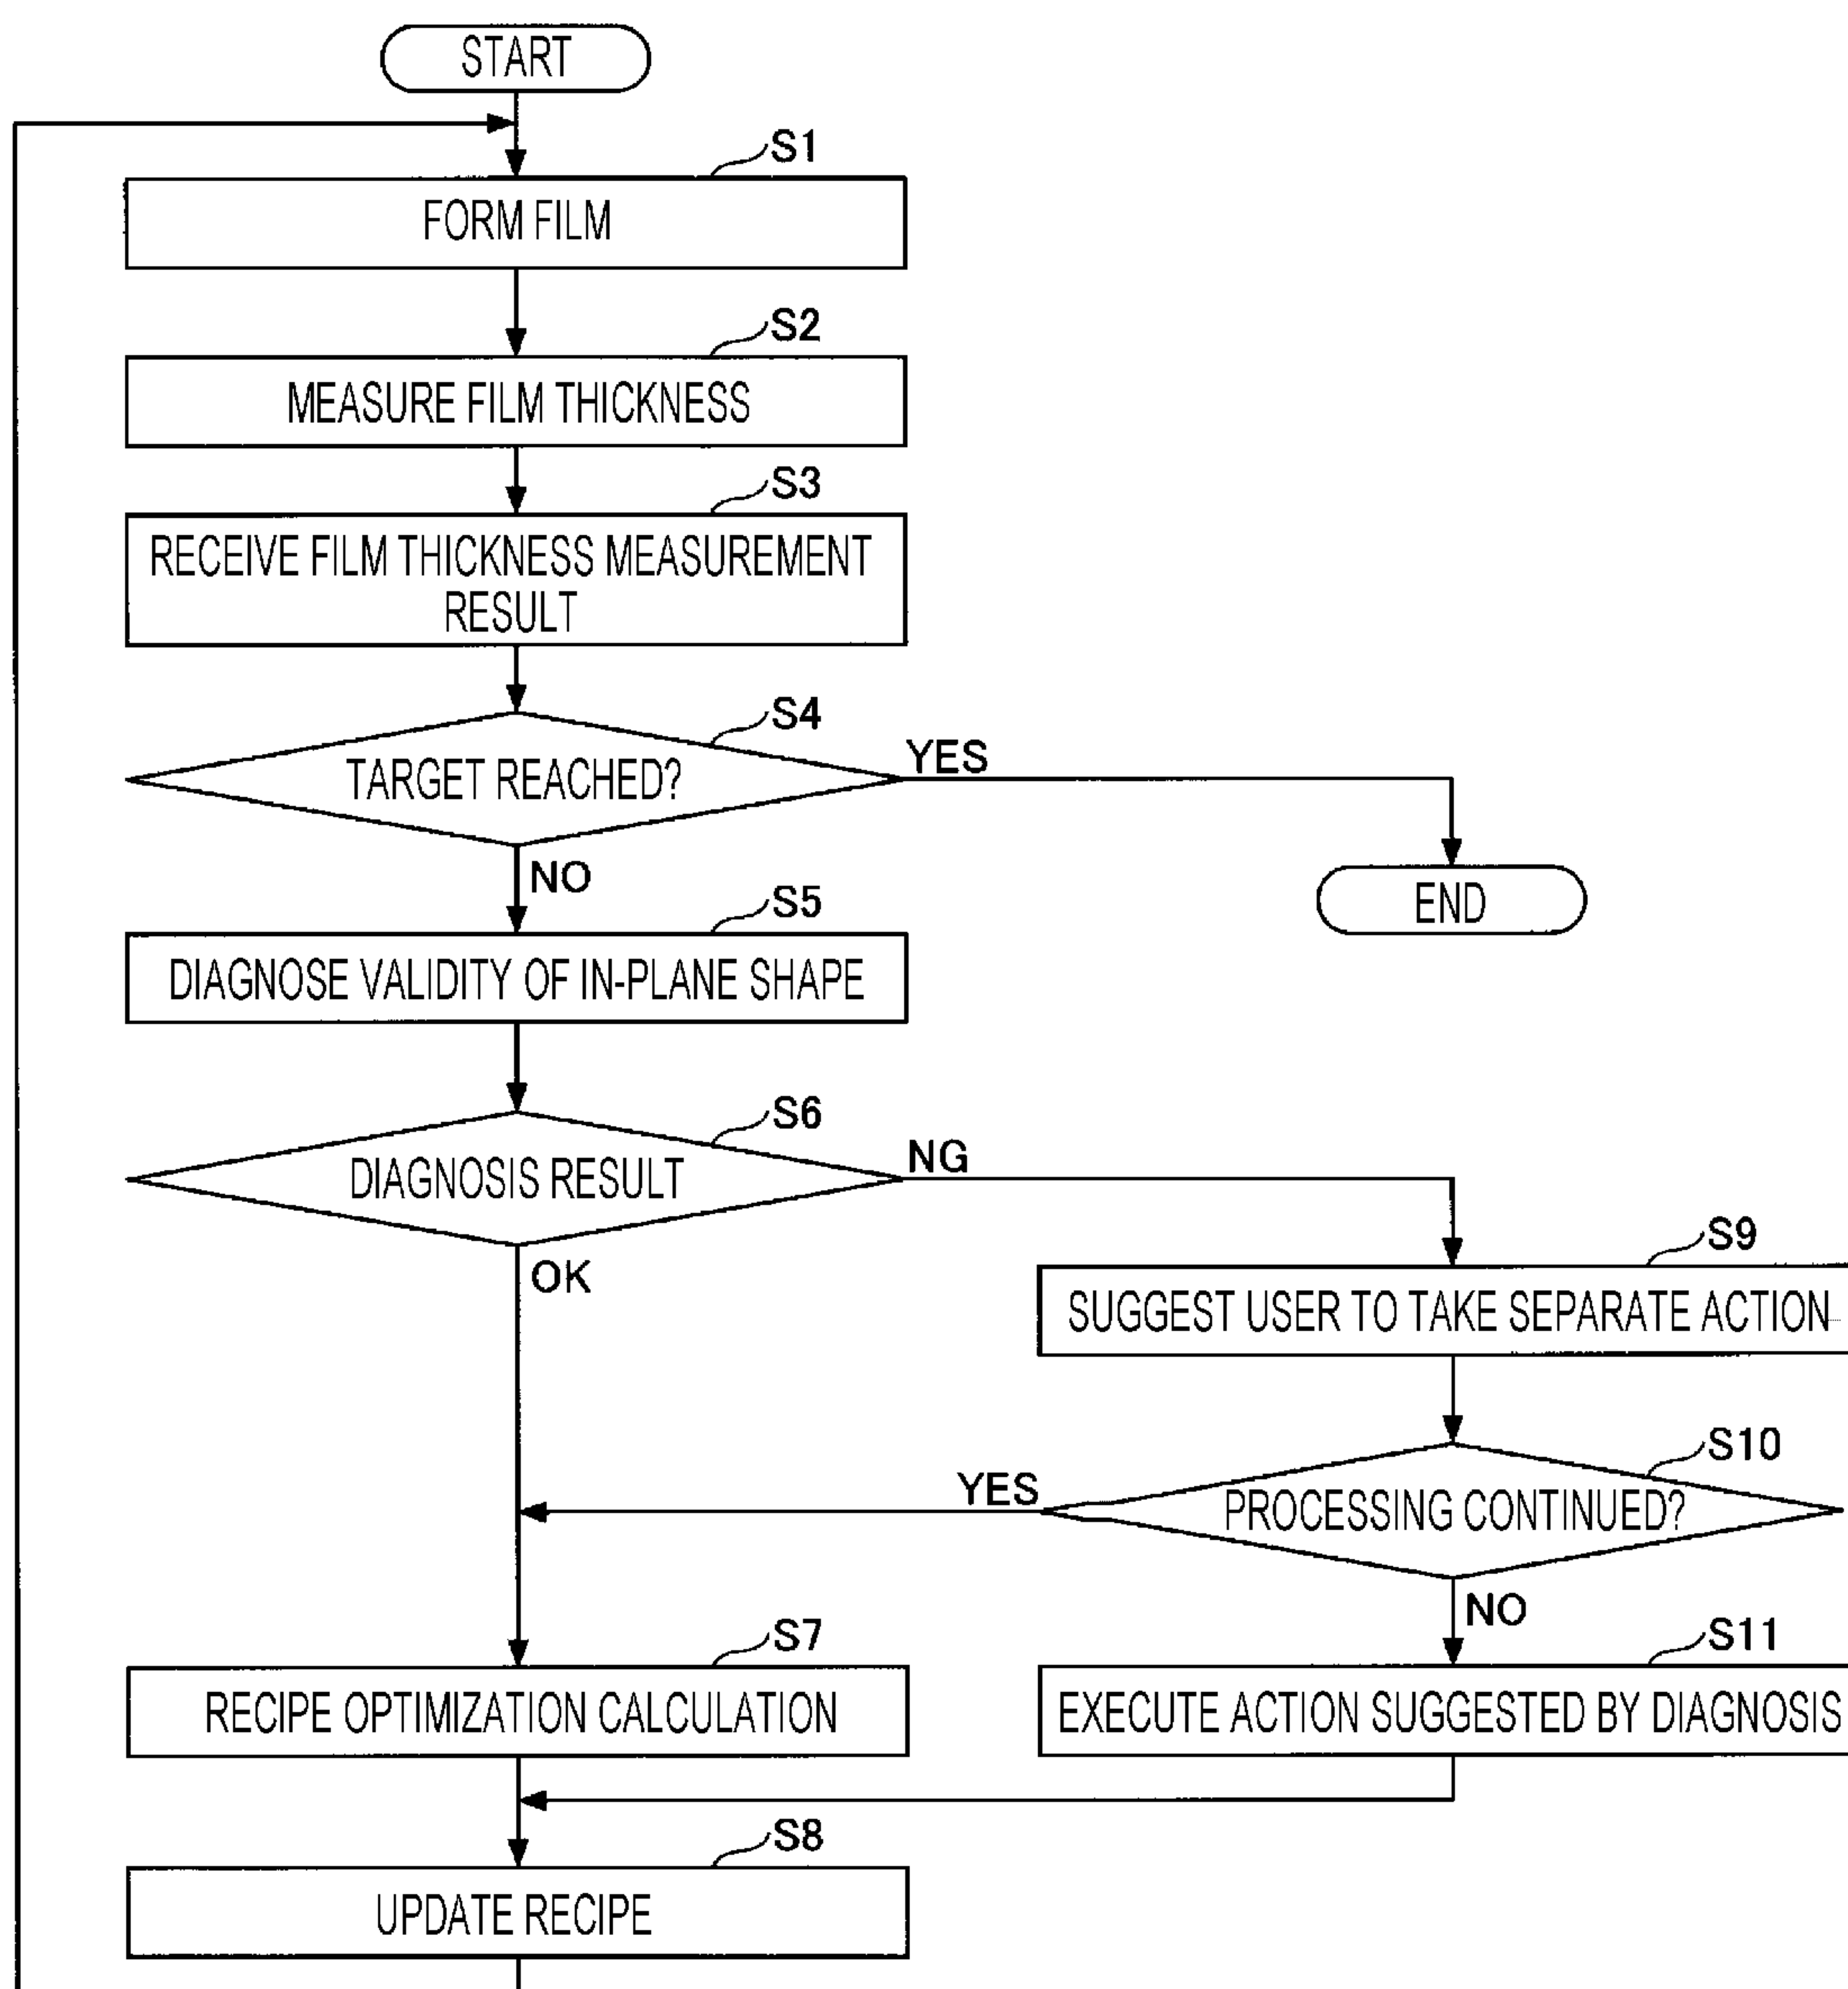 START
S1
FORM FILM
S2
MEASURE FILM THICKNESS
S3
RECEIVE FILM THICKNESS MEASUREMENT
RESULT
S4
TARGET REACHED?
YES
NO
END
S5
DIAGNOSE VALIDITY OF IN-PLANE SHAPE
S6
DIAGNOSIS RESULT
NG
OK
S9
SUGGEST USER TO TAKE SEPARATE ACTION
S10
PROCESSING CONTINUED?
YES
NO
S7
RECIPE OPTIMIZATION CALCULATION
S11
EXECUTE ACTION SUGGESTED BY DIAGNOSIS
S8
UPDATE RECIPE